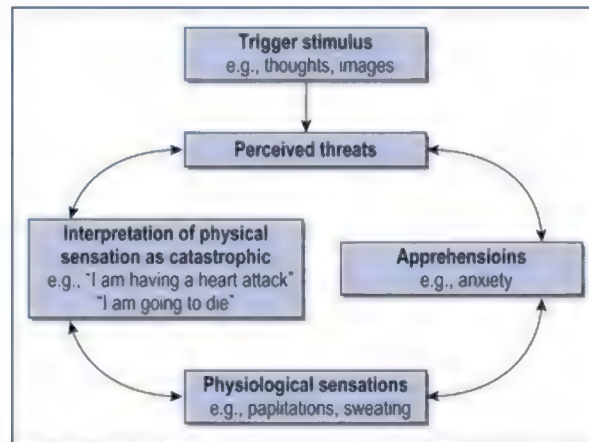 Trigger stimulus
e.g., thoughts, images
Perceived threats
Interpretation of physical
sensation as catastrophic
e.g., "I am having a heart attack"
"I am going to die"
Apprehensioins
e.g., anxiety
Physiological sensations
e.g., paplitations, sweating